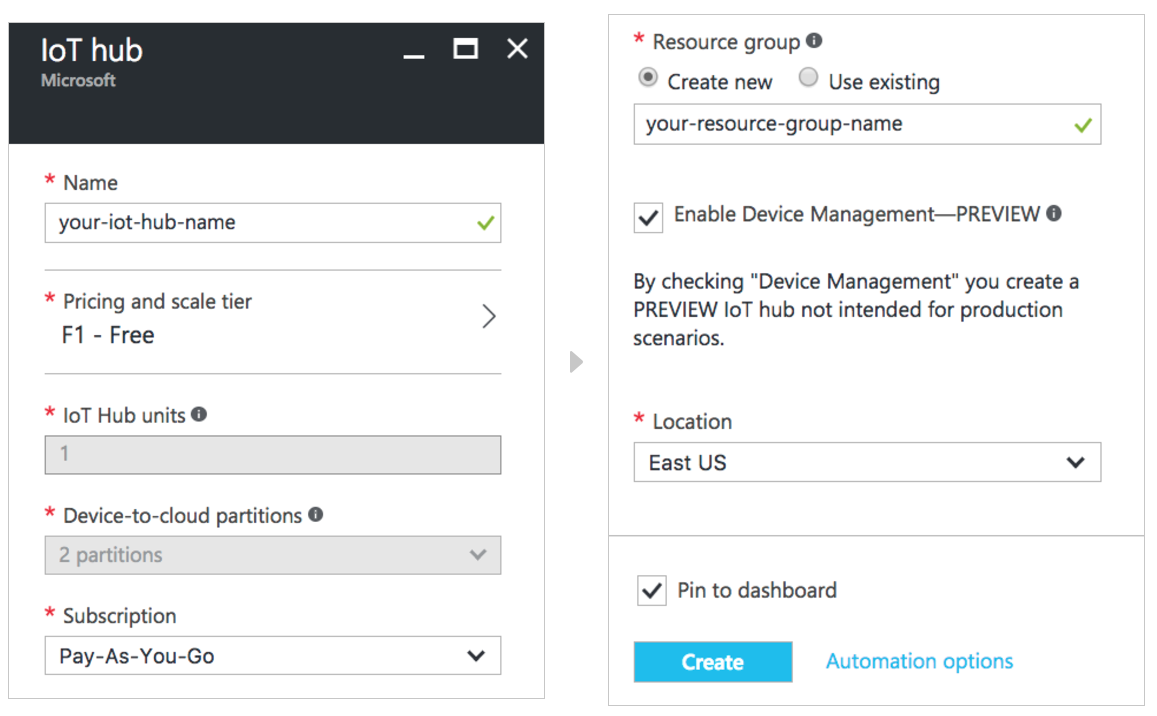 IoT hub
Microsoft
* Name
your-iot-hub-name
* Pricing and scale tier
F1 - Free
* IoT Hub units
1
* Device-to-cloud partitions
2 partitions
* Subscription
Pay-As-You-Go
* Resource group
Create new Use existing
your-resource-group-name
Enable Device Management—PREVIEW
By checking "Device Management" you create a
PREVIEW IoT hub not intended for production
scenarios.
* Location
East US
Pin to dashboard
Create Automation options